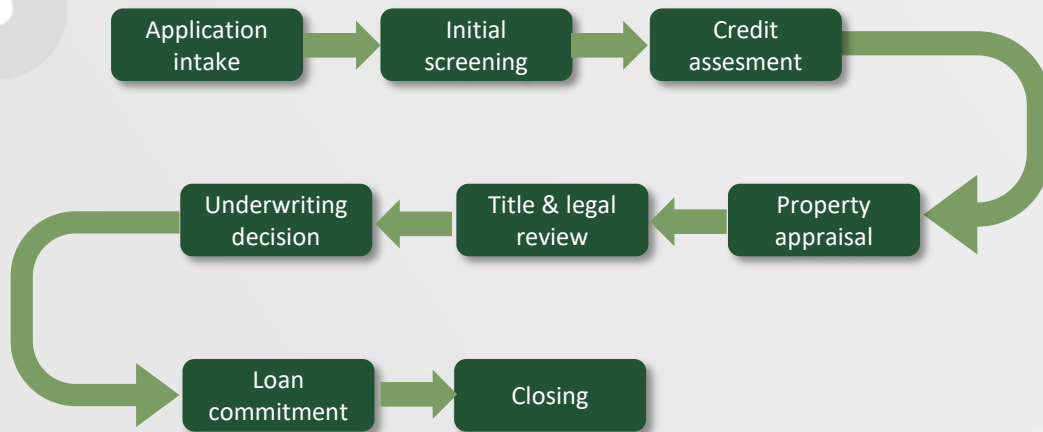 Application
intake
Initial
screening
Credit
assesment
Property
appraisal
Title & legal
review
Underwriting
decision
Loan
commitment
Closing